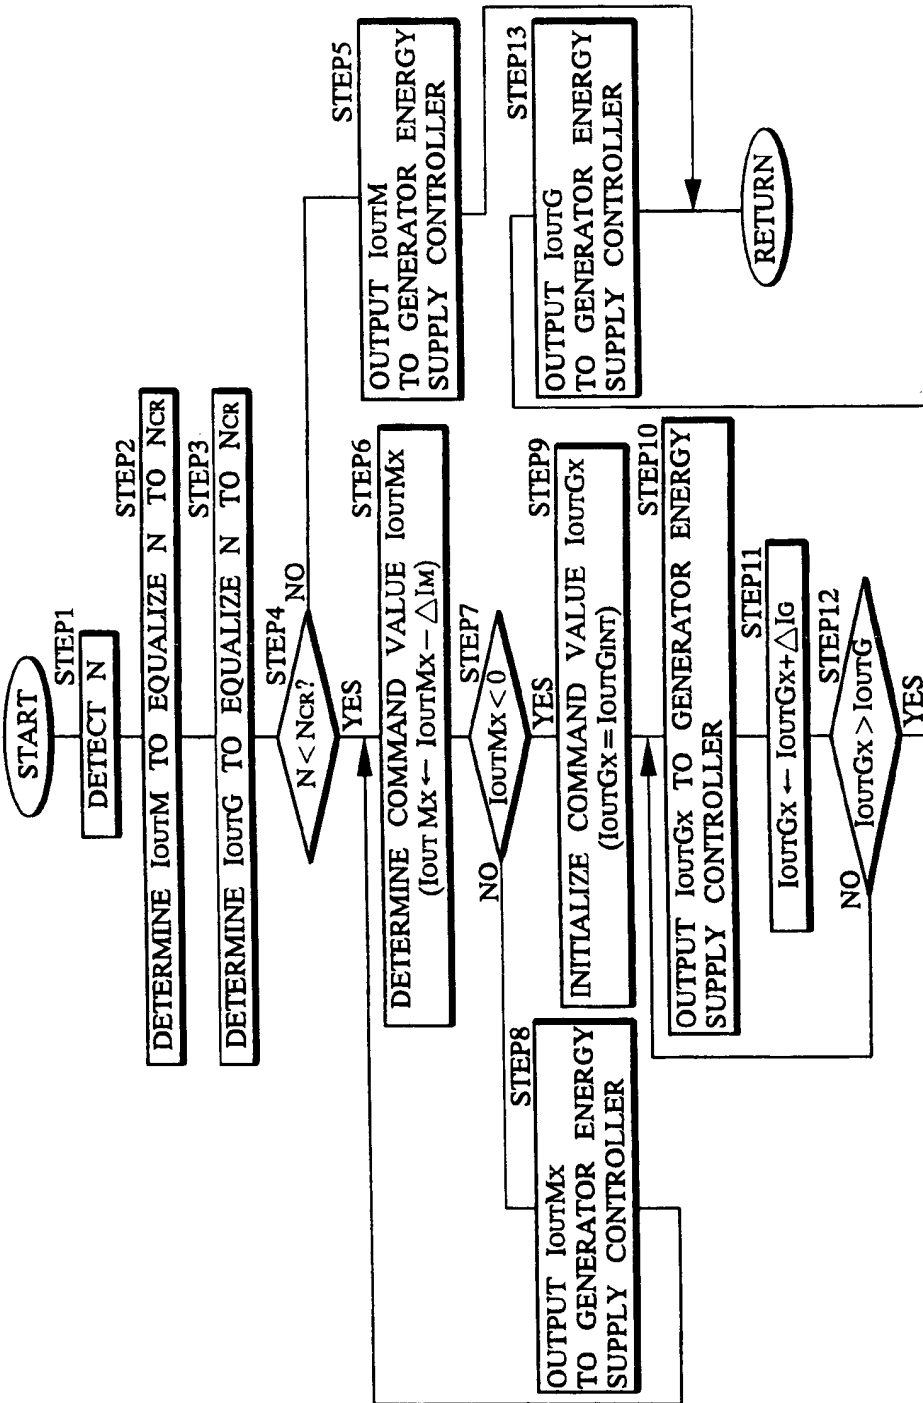 START
STEP1
DETECT N
STEP2
DETERMINE IOUTM TO EQUALIZE N TO NCR
STEP3
DETERMINE IOUTG TO EQUALIZE N TO NCR
STEP4
N < NCR?
NO
YES
STEP5
OUTPUT IOUTM
TO GENERATOR ENERGY
SUPPLY CONTROLLER
STEP6
DETERMINE COMMAND VALUE IOUTMX
(IOUT MX ← IOUTMX − △IM)
STEP7
IOUTMX < 0
NO
YES
STEP8
OUTPUT IOUTMX
TO GENERATOR ENERGY
SUPPLY CONTROLLER
STEP9
INITIALIZE COMMAND VALUE IOUTGX
(IOUTGX = IOUTGINT)
STEP10
OUTPUT IOUTGX TO GENERATOR ENERGY
SUPPLY CONTROLLER
STEP11
IOUTGX ← IOUTGX+△IG
STEP12
IOUTGX > IOUTG
NO
YES
STEP13
OUTPUT IOUTG
TO GENERATOR ENERGY
SUPPLY CONTROLLER
RETURN